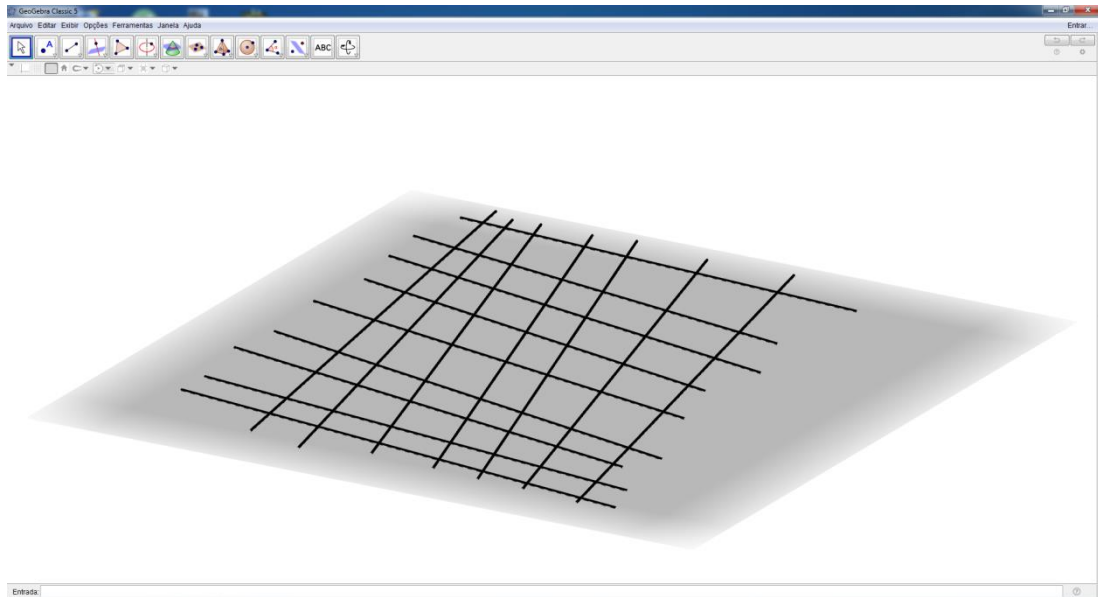 GeoGebra Classic 5
Arquivo Editar Exibir Opções Ferramentas Janela Ajuda
Entrar...
ABC
Entrada: